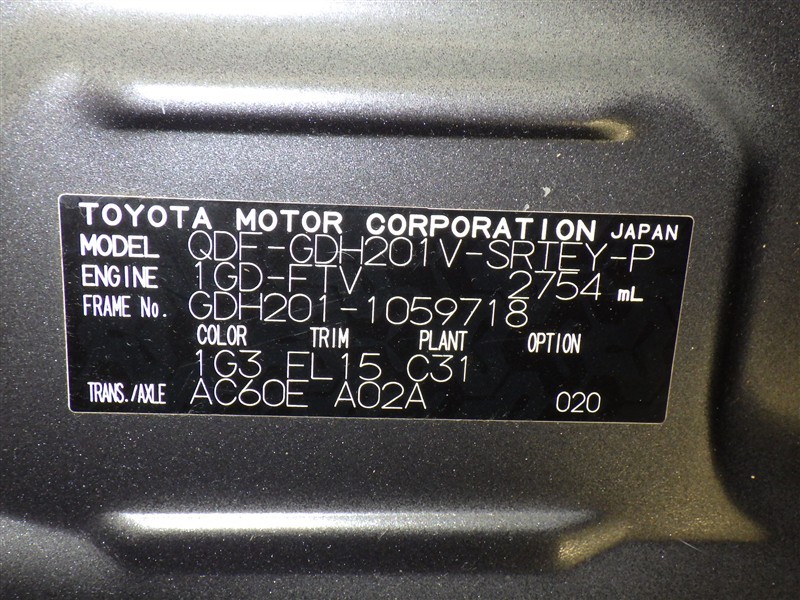 TOYOTA MOTOR CORPORATION JAPAN
MODEL QDF-GDH201V-SRTEY-P
ENGINE 1GD-FTV 2754 mL
FRAME No. GDH201-1059718
COLOR TRIM PLANT OPTION
1G3 FL15 C31
TRANS./AXLE AC60E A02A 020